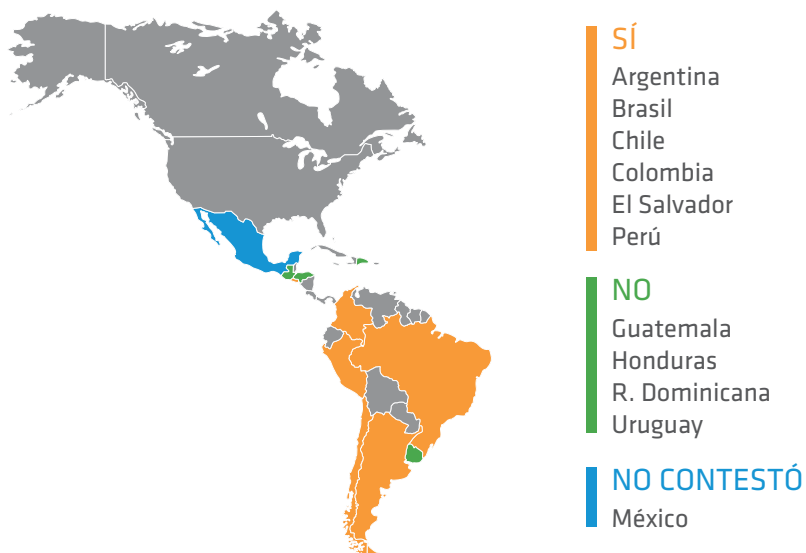 SÍ
Argentina
Brasil
Chile
Colombia
El Salvador
Perú
NO
Guatemala
Honduras
R. Dominicana
Uruguay
NO CONTESTÓ
México